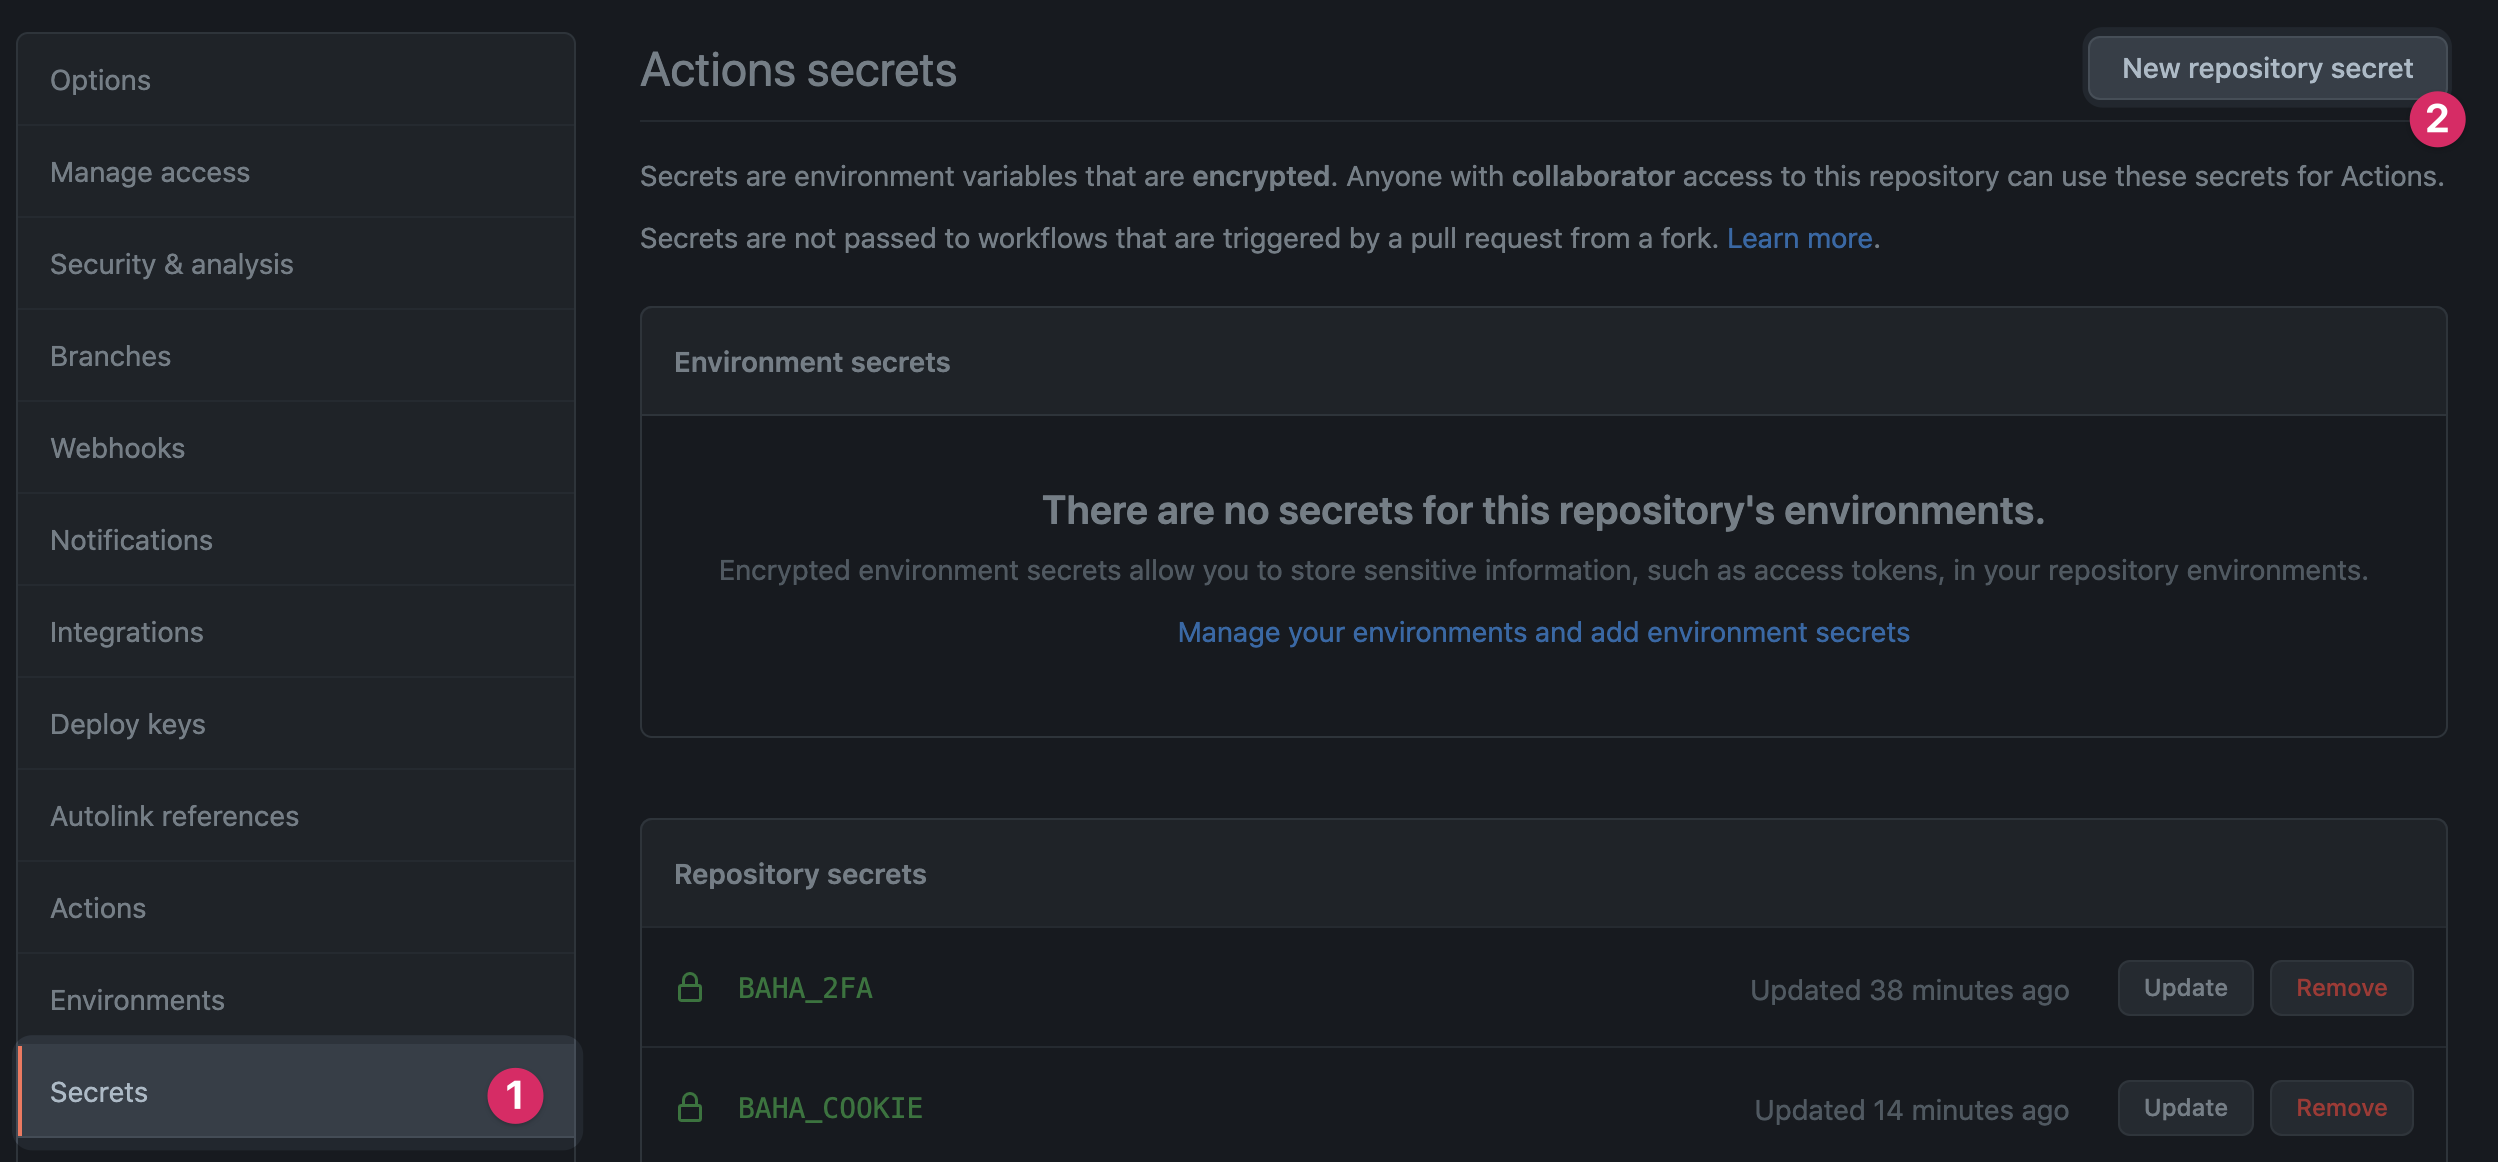 Options
Manage access
Security & analysis
Branches
Webhooks
Notifications
Integrations
Deploy keys
Autolink references
Actions
Environments
Secrets
1
Actions secrets
New repository secret
2
Secrets are environment variables that are encrypted. Anyone with collaborator access to this repository can use these secrets for Actions.
Secrets are not passed to workflows that are triggered by a pull request from a fork. Learn more.
Environment secrets
There are no secrets for this repository's environments.
Encrypted environment secrets allow you to store sensitive information, such as access tokens, in your repository environments.
Manage your environments and add environment secrets
Repository secrets
BAHA_2FA Updated 38 minutes ago Update Remove
BAHA_COOKIE Updated 14 minutes ago Update Remove